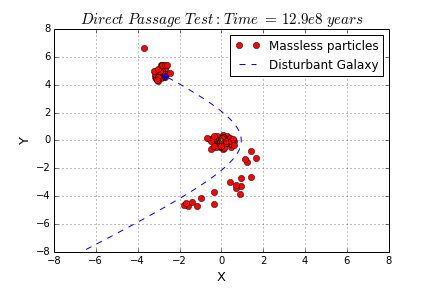 Direct Passage Test : Time = 12.9e8 years
Massless particles
Disturbant Galaxy
Y
8
6
4
2
0
−2
−4
−6
−8
−8 −6 −4 −2 0 2 4 6 8
X